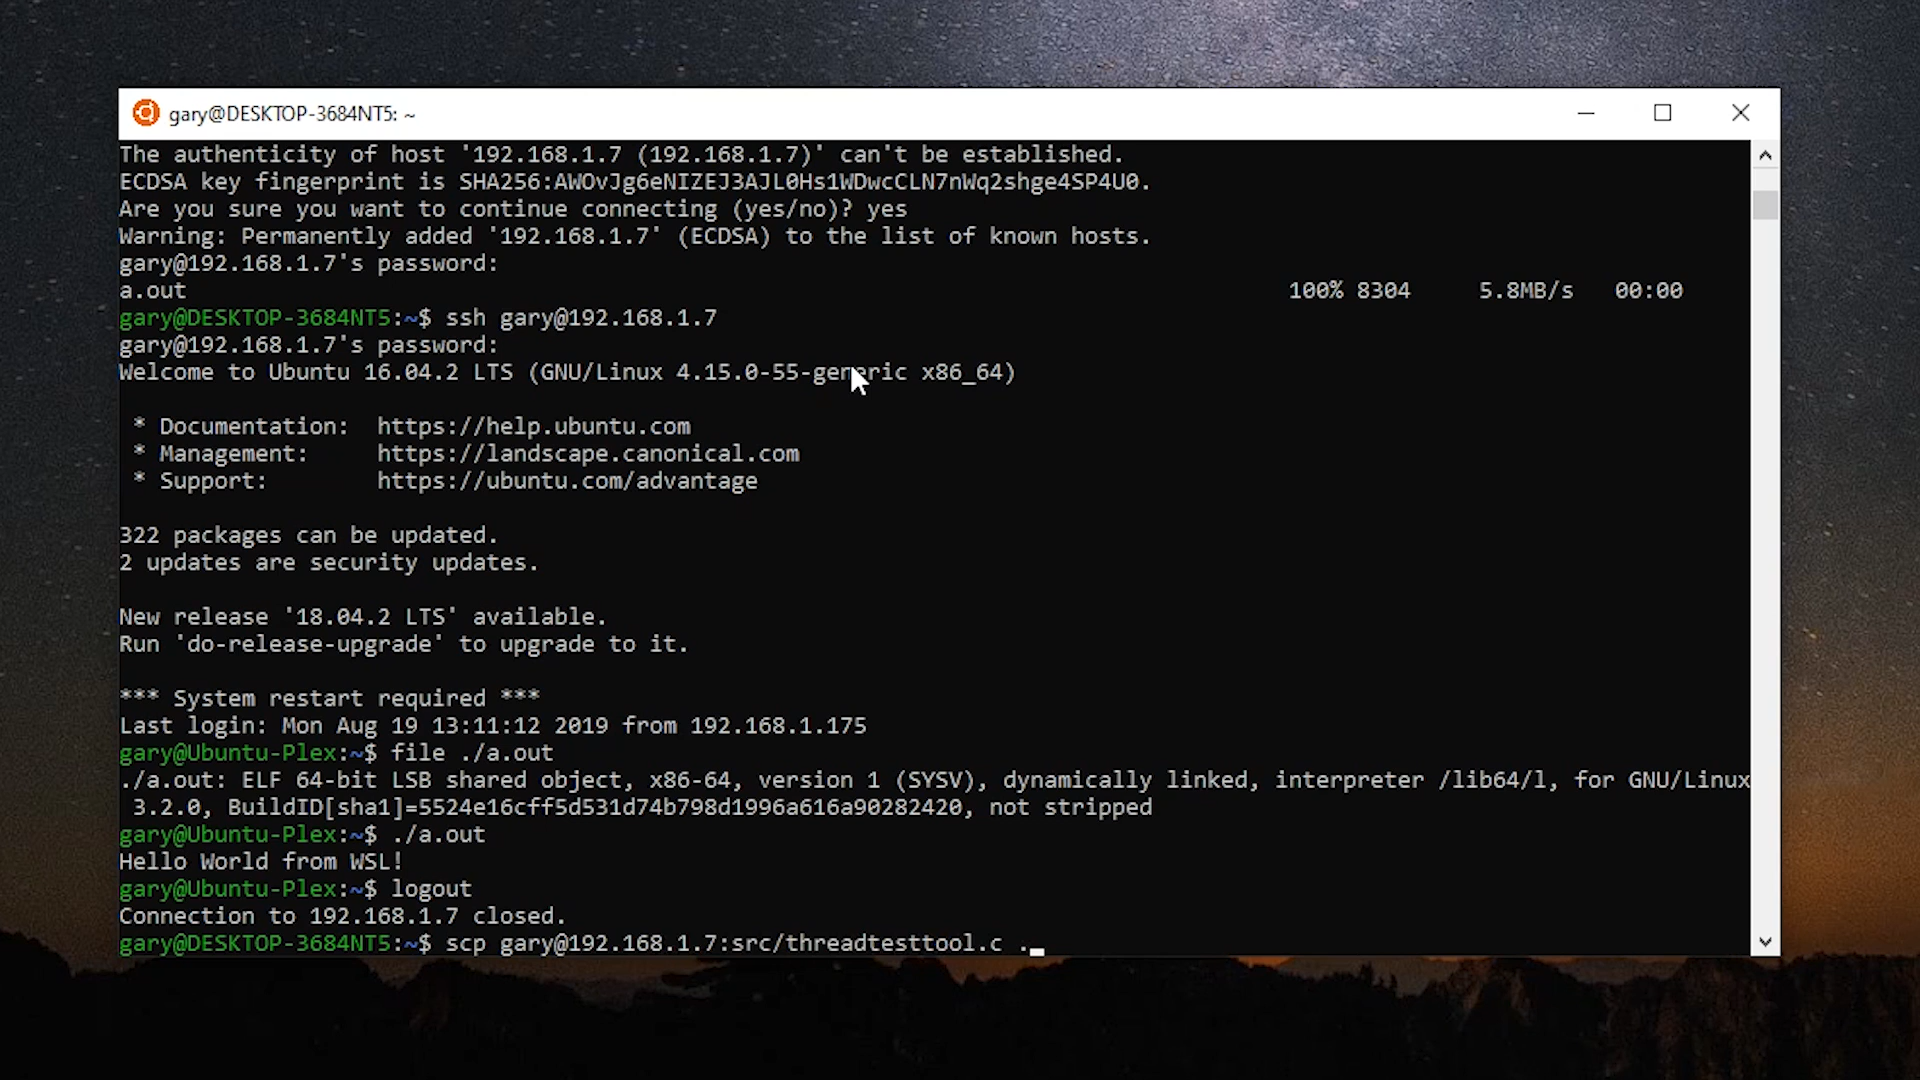 gary@DESKTOP-3684NT5: ~
The authenticity of host '192.168.1.7 (192.168.1.7)' can't be established.
ECDSA key fingerprint is SHA256:AWOvJg6eNIZEJ3AJL0Hs1WDwcCLN7nWq2shge4SP4U0.
Are you sure you want to continue connecting (yes/no)? yes
Warning: Permanently added '192.168.1.7' (ECDSA) to the list of known hosts.
gary@192.168.1.7's password:
a.out 100% 8304 5.8MB/s 00:00
gary@DESKTOP-3684NT5:~$ ssh gary@192.168.1.7
gary@192.168.1.7's password:
Welcome to Ubuntu 16.04.2 LTS (GNU/Linux 4.15.0-55-generic x86_64)
* Documentation: https://help.ubuntu.com
* Management: https://landscape.canonical.com
* Support: https://ubuntu.com/advantage
322 packages can be updated.
2 updates are security updates.
New release '18.04.2 LTS' available.
Run 'do-release-upgrade' to upgrade to it.
*** System restart required ***
Last login: Mon Aug 19 13:11:12 2019 from 192.168.1.175
gary@Ubuntu-Plex:~$ file ./a.out
./a.out: ELF 64-bit LSB shared object, x86-64, version 1 (SYSV), dynamically linked, interpreter /lib64/l, for GNU/Linux
3.2.0, BuildID[sha1]=5524e16cff5d531d74b798d1996a616a90282420, not stripped
gary@Ubuntu-Plex:~$ ./a.out
Hello World from WSL!
gary@Ubuntu-Plex:~$ logout
Connection to 192.168.1.7 closed.
gary@DESKTOP-3684NT5:~$ scp gary@192.168.1.7:src/threadtesttool.c .